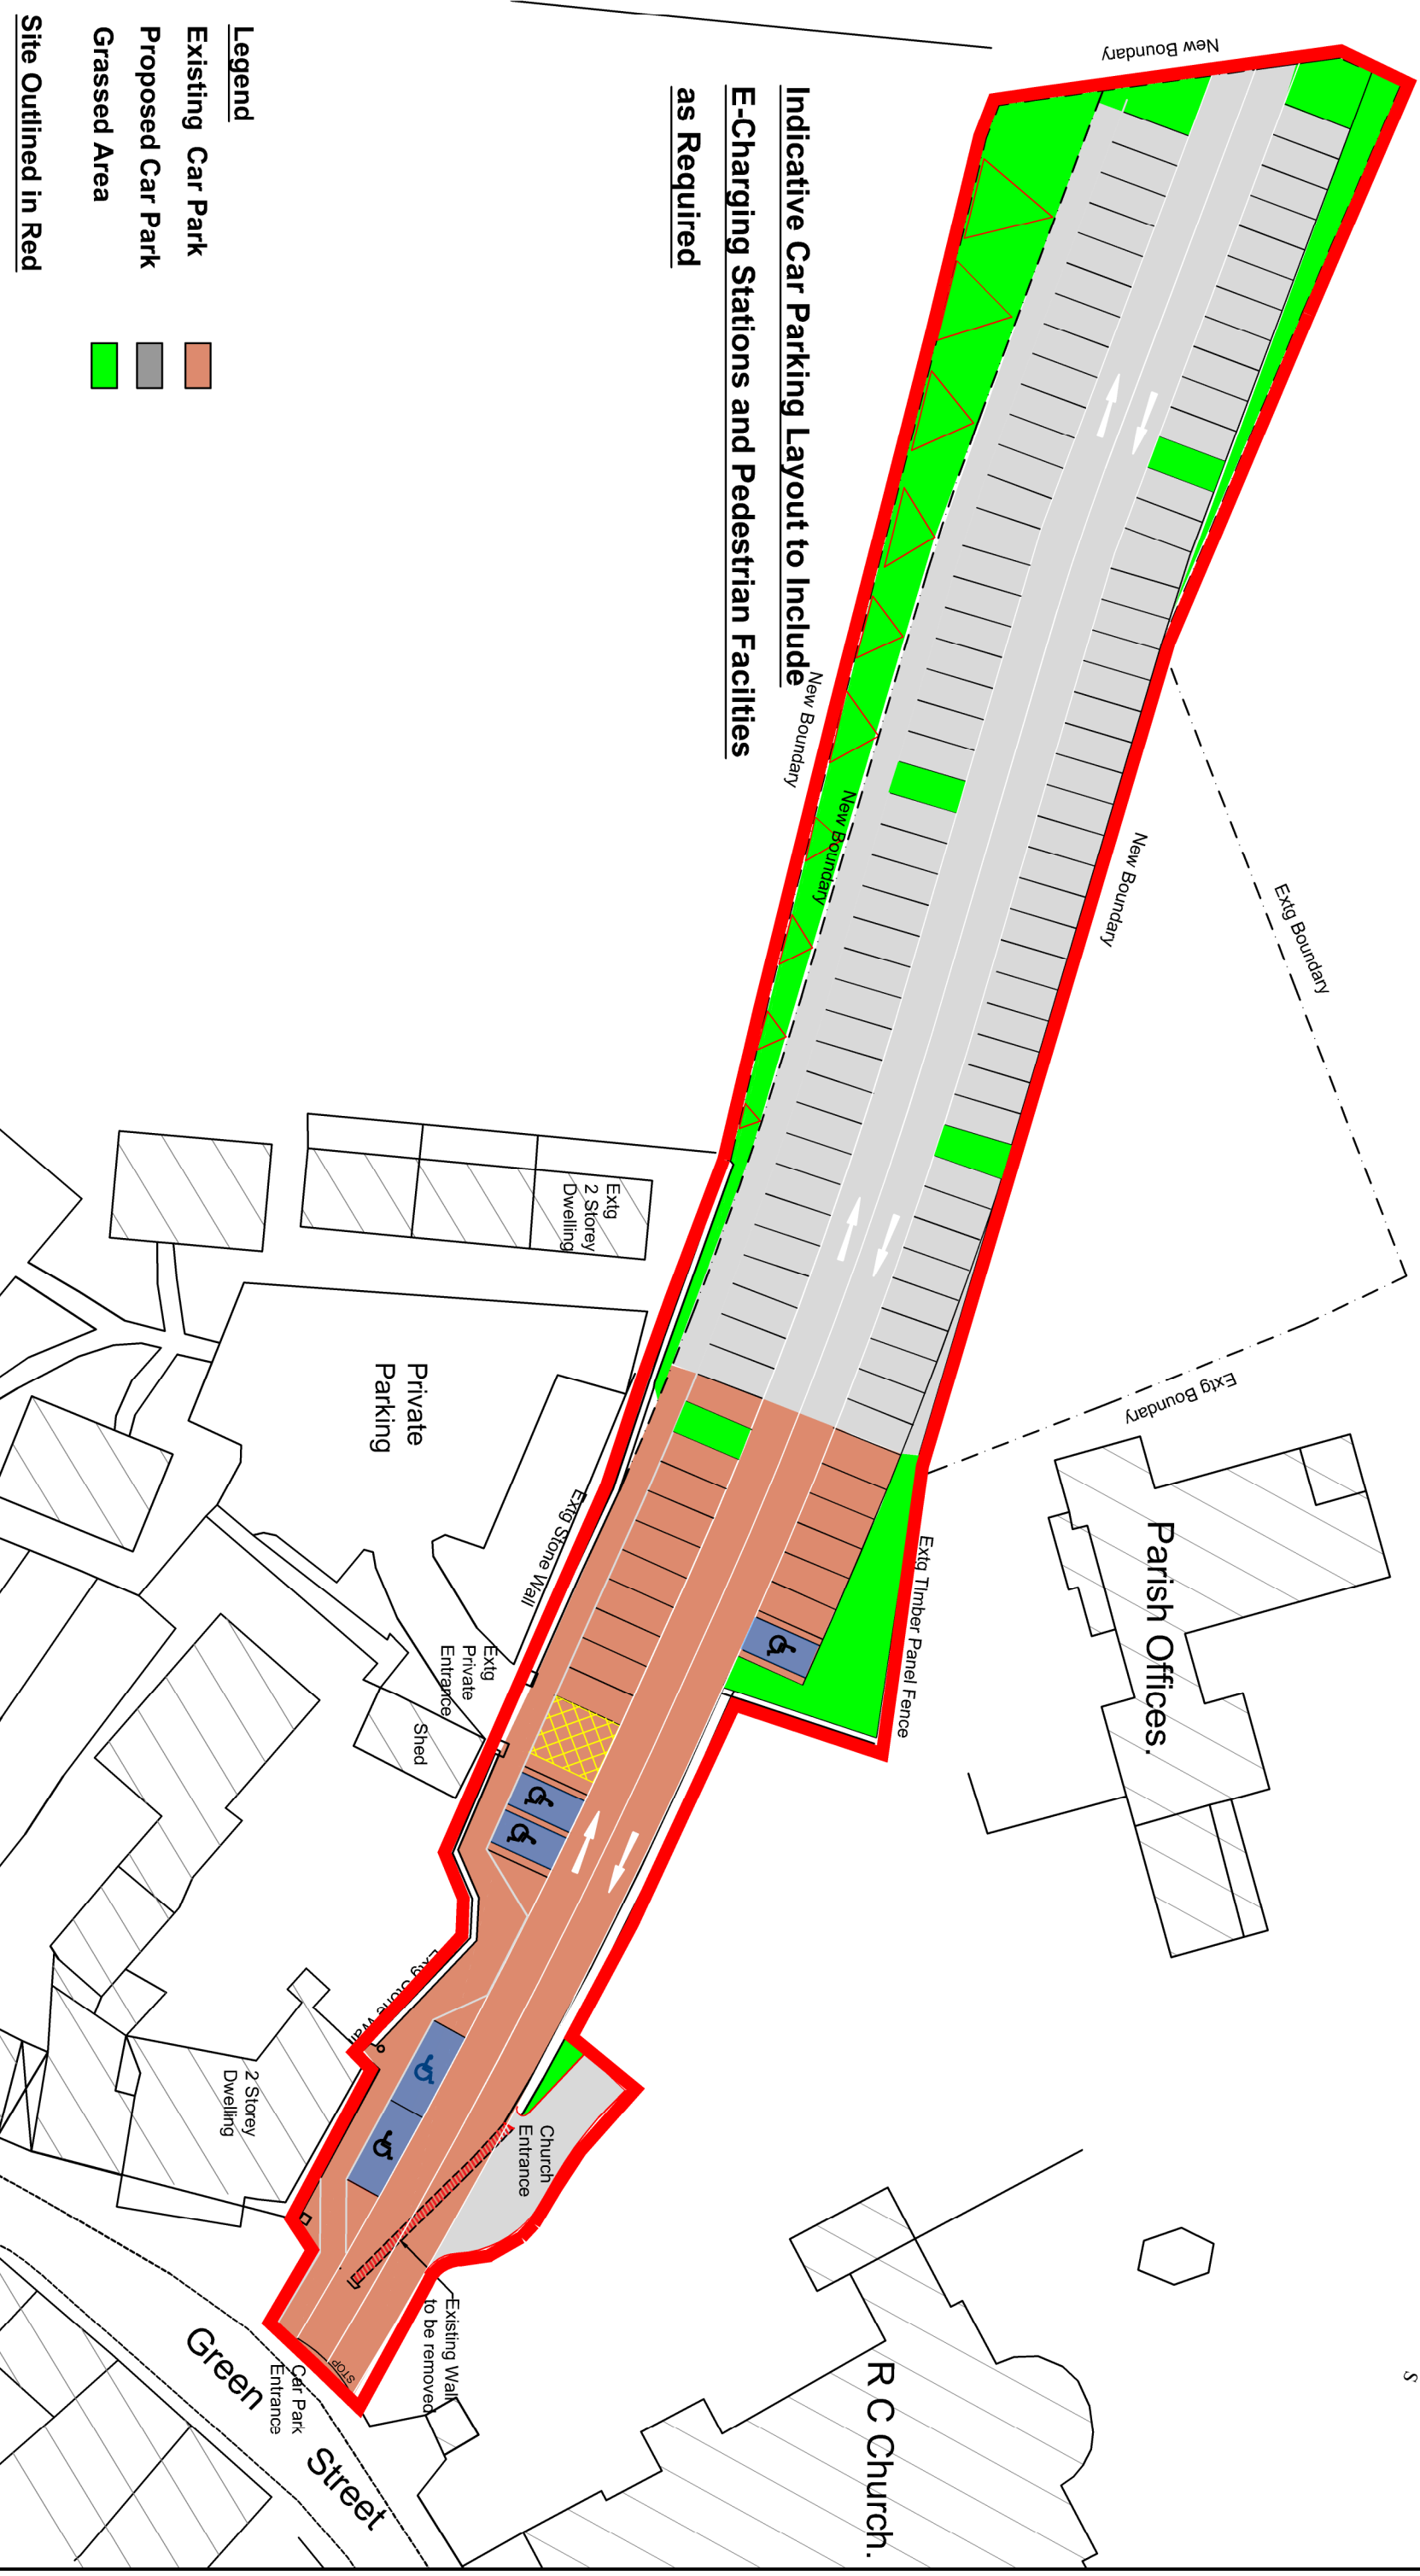 Legend
Existing Car Park
Proposed Car Park
Grassed Area
Site Outlined in Red
Indicative Car Parking Layout to Include
E-Charging Stations and Pedestrian Facilties
as Required
New Boundary
New Boundary
New Boundary
New Boundary
Extg Boundary
Extg Boundary
Extg
2 Storey
Dwelling
Private
Parking
Extg Stone Wall
Extg TImber Panel Fence
Parish Offices.
Extg
Private
Entrance
Shed
Extg Stone Wall
2 Storey
Dwelling
Church
Entrance
Existing Wall
to be removed
STOP
Car Park
Entrance
Green
Street
R C Church.
S